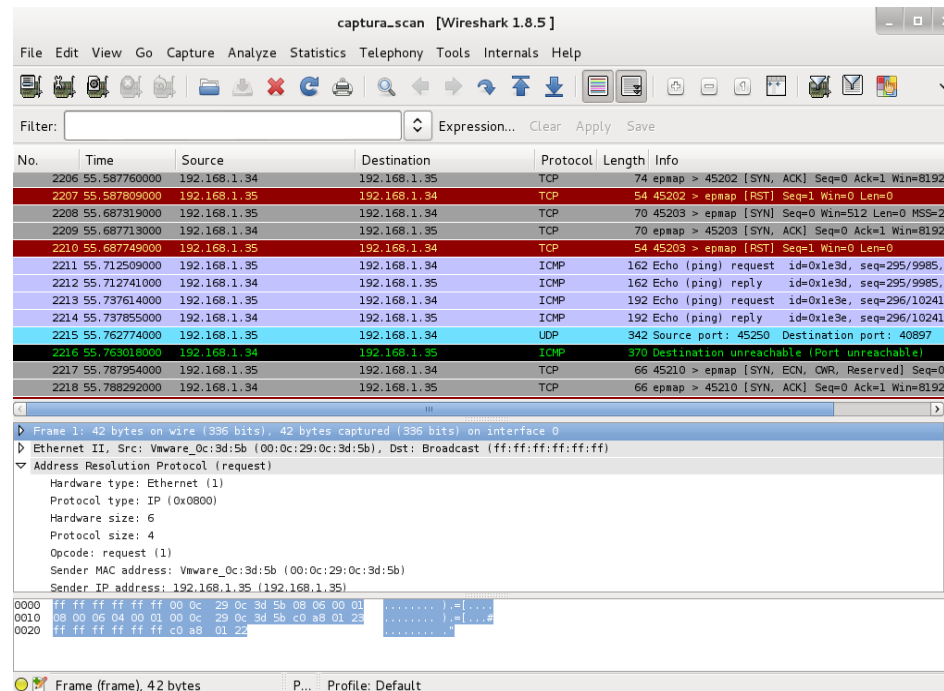 captura_scan [Wireshark 1.8.5 ]
File Edit View Go Capture Analyze Statistics Telephony Tools Internals Help
Filter: Expression... Clear Apply Save
No. Time Source Destination Protocol Length Info
2206 55.587760000 192.168.1.34 192.168.1.35 TCP 74 epmap > 45202 [SYN, ACK] Seq=0 Ack=1 Win=8192
2207 55.587809000 192.168.1.35 192.168.1.34 TCP 54 45202 > epmap [RST] Seq=1 Win=0 Len=0
2208 55.687319000 192.168.1.35 192.168.1.34 TCP 70 45203 > epmap [SYN] Seq=0 Win=512 Len=0 MSS=2
2209 55.687713000 192.168.1.34 192.168.1.35 TCP 70 epmap > 45203 [SYN, ACK] Seq=0 Ack=1 Win=8192
2210 55.687749000 192.168.1.35 192.168.1.34 TCP 54 45203 > epmap [RST] Seq=1 Win=0 Len=0
2211 55.712509000 192.168.1.35 192.168.1.34 ICMP 162 Echo (ping) request id=0x1e3d, seq=295/9985,
2212 55.712741000 192.168.1.34 192.168.1.35 ICMP 162 Echo (ping) reply id=0x1e3d, seq=295/9985,
2213 55.737614000 192.168.1.35 192.168.1.34 ICMP 192 Echo (ping) request id=0x1e3e, seq=296/10241
2214 55.737855000 192.168.1.34 192.168.1.35 ICMP 192 Echo (ping) reply id=0x1e3e, seq=296/10241
2215 55.762774000 192.168.1.35 192.168.1.34 UDP 342 Source port: 45250 Destination port: 40897
2216 55.763018000 192.168.1.34 192.168.1.35 ICMP 370 Destination unreachable (Port unreachable)
2217 55.787954000 192.168.1.35 192.168.1.34 TCP 66 45210 > epmap [SYN, ECN, CWR, Reserved] Seq=0
2218 55.788292000 192.168.1.34 192.168.1.35 TCP 66 epmap > 45210 [SYN, ACK] Seq=0 Ack=1 Win=8192
Frame 1: 42 bytes on wire (336 bits), 42 bytes captured (336 bits) on interface 0
Ethernet II, Src: Vmware_0c:3d:5b (00:0c:29:0c:3d:5b), Dst: Broadcast (ff:ff:ff:ff:ff:ff)
Address Resolution Protocol (request)
Hardware type: Ethernet (1)
Protocol type: IP (0x0800)
Hardware size: 6
Protocol size: 4
Opcode: request (1)
Sender MAC address: Vmware_0c:3d:5b (00:0c:29:0c:3d:5b)
Sender IP address: 192.168.1.35 (192.168.1.35)
0000 ff ff ff ff ff ff 00 0c 29 0c 3d 5b 08 06 00 01 ........ ).=[....
0010 08 00 06 04 00 01 00 0c 29 0c 3d 5b c0 a8 01 23 ........ ).=[...#
0020 ff ff ff ff ff ff c0 a8 01 22 ........ ."
Frame (frame), 42 bytes P... Profile: Default